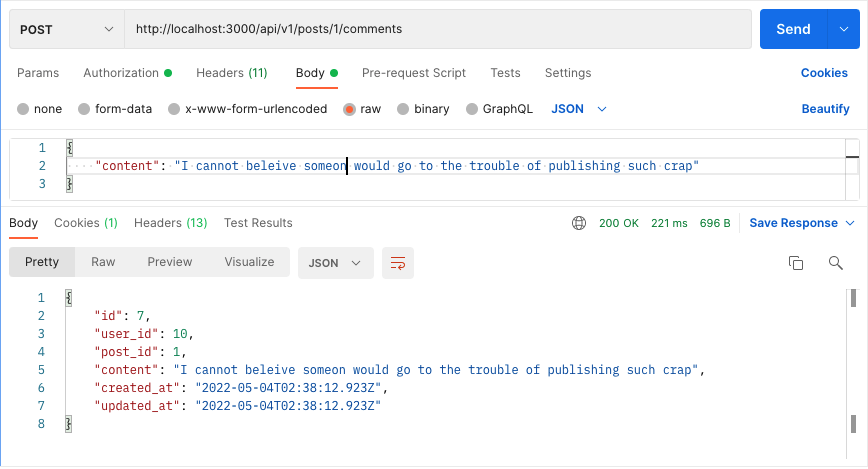 POST http://localhost:3000/api/v1/posts/1/comments Send
Params Authorization Headers (11) Body Pre-request Script Tests Settings Cookies
none form-data x-www-form-urlencoded raw binary GraphQL JSON Beautify
1 {
2 "content": "I cannot beleive someon would go to the trouble of publishing such crap"
3 }
Body Cookies (1) Headers (13) Test Results 200 OK 221 ms 696 B Save Response
Pretty Raw Preview Visualize JSON
1 {
2 "id": 7,
3 "user_id": 10,
4 "post_id": 1,
5 "content": "I cannot beleive someon would go to the trouble of publishing such crap",
6 "created_at": "2022-05-04T02:38:12.923Z",
7 "updated_at": "2022-05-04T02:38:12.923Z"
8 }